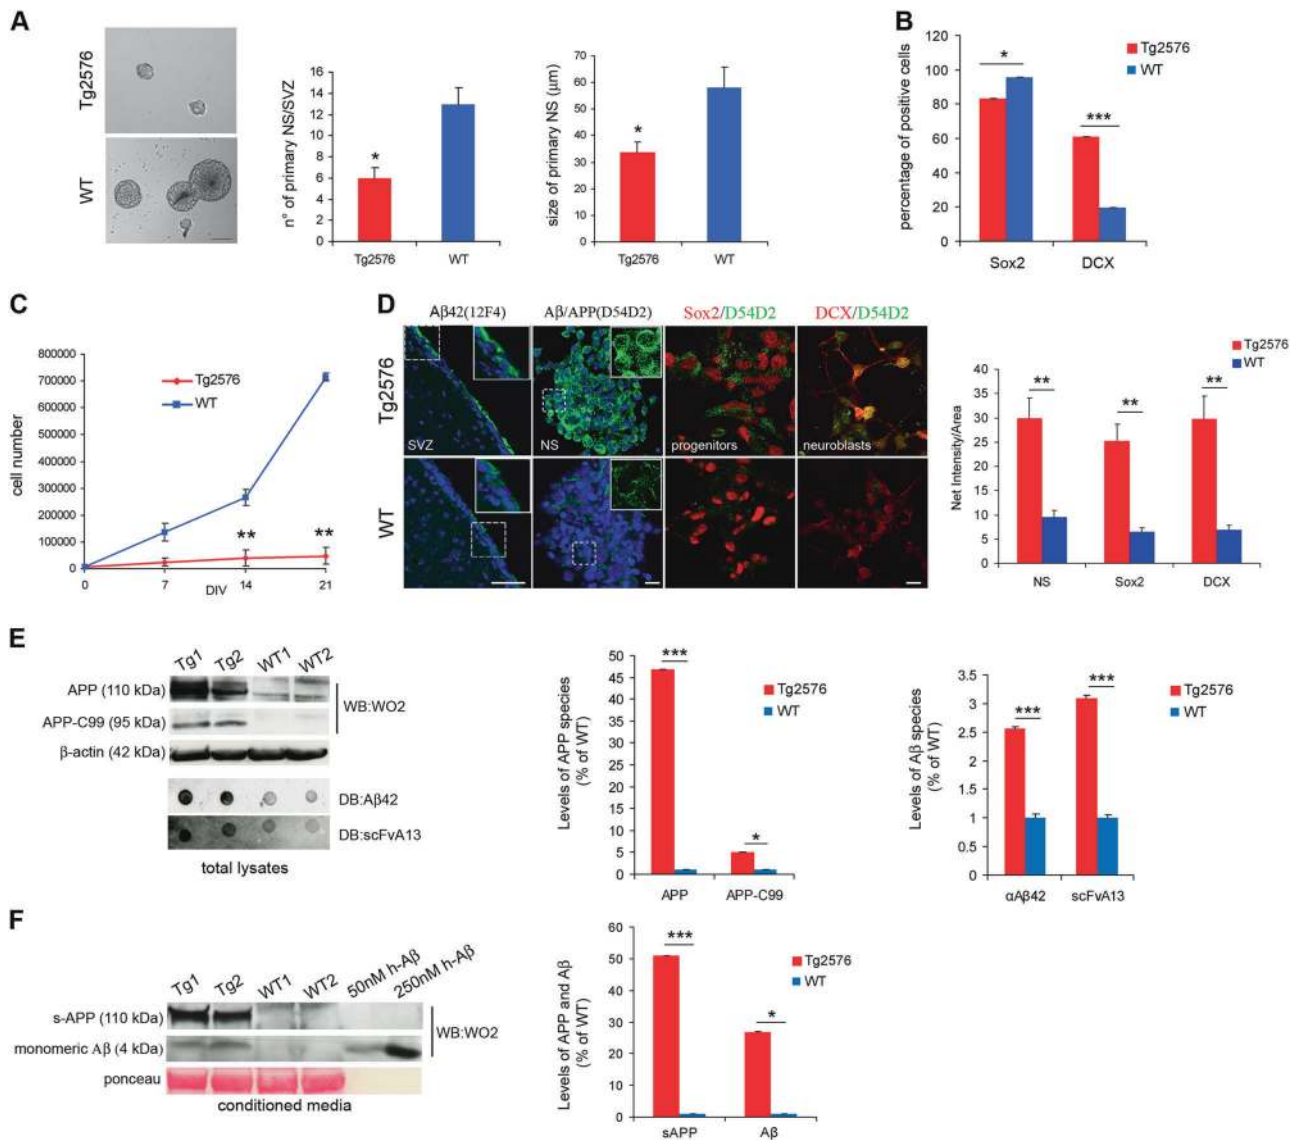 A
Tg2576
WT
n° of primary NS/SVZ
16
14
12
10
8
6
4
2
0
*
Tg2576
WT
size of primary NS (µm)
70
60
50
40
30
20
10
0
*
Tg2576
WT
B
percentage of positive cells
120
100
80
60
40
20
0
*
***
Tg2576
WT
Sox2
DCX
C
cell number
800000
700000
600000
500000
400000
300000
200000
100000
0
Tg2576
WT
**
**
0
7
14
21
DIV
D
Aβ42(12F4)
Aβ/APP(D54D2)
Sox2/D54D2
DCX/D54D2
Tg2576
SVZ
NS
progenitors
neuroblasts
WT
Net Intensity/Area
40
35
30
25
20
15
10
5
0
**
**
**
Tg2576
WT
NS
Sox2
DCX
E
Tg1
Tg2
WT1
WT2
APP (110 kDa)
APP-C99 (95 kDa)
WB:WO2
β-actin (42 kDa)
DB:Aβ42
DB:scFvA13
total lysates
Levels of APP species
(% of WT)
50
45
40
35
30
25
20
15
10
5
0
***
*
Tg2576
WT
APP
APP-C99
Levels of Aβ species
(% of WT)
3.5
3
2.5
2
1.5
1
0.5
0
***
***
Tg2576
WT
αAβ42
scFvA13
F
Tg1
Tg2
WT1
WT2
50nM h-Aβ
250nM h-Aβ
s-APP (110 kDa)
monomeric Aβ (4 kDa)
WB:WO2
ponceau
conditioned media
Levels of APP and Aβ
(% of WT)
60
50
40
30
20
10
0
***
*
Tg2576
WT
sAPP
Aβ